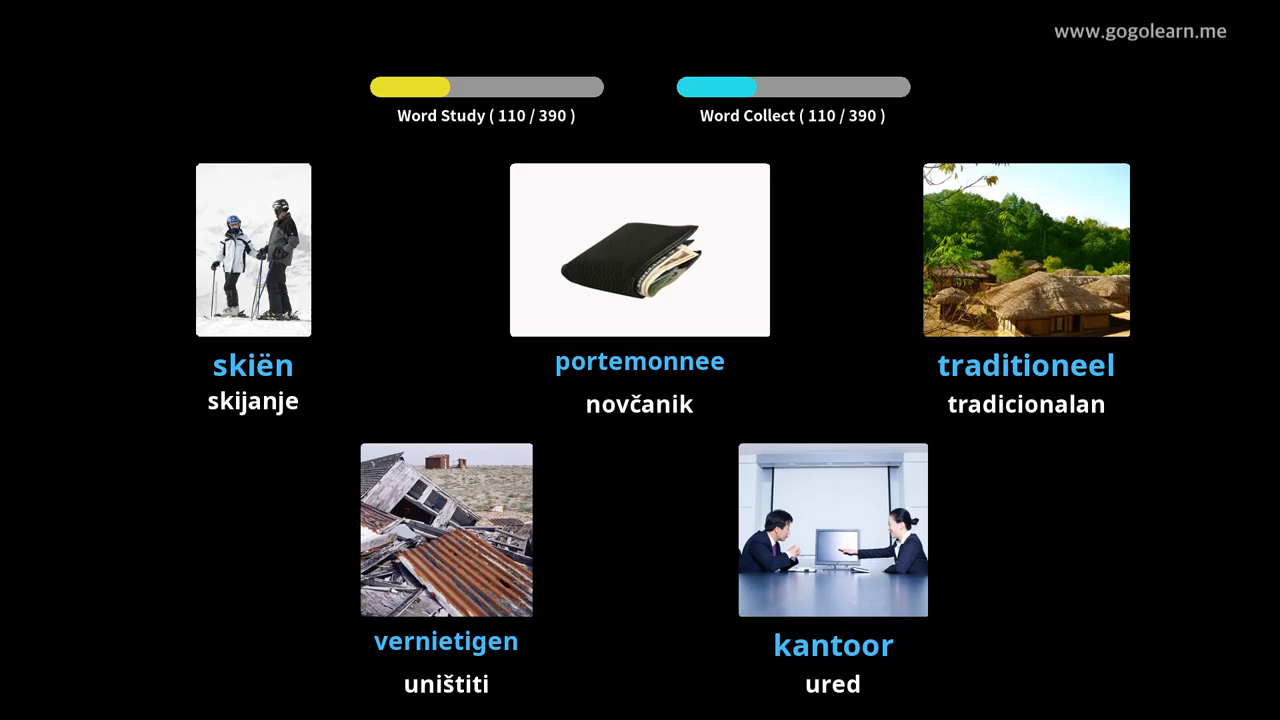 www.gogolearn.me
Word Study ( 110 / 390 )
Word Collect ( 110 / 390 )
skiën
skijanje
portemonnee
novčanik
traditioneel
tradicionalan
vernietigen
uništiti
kantoor
ured